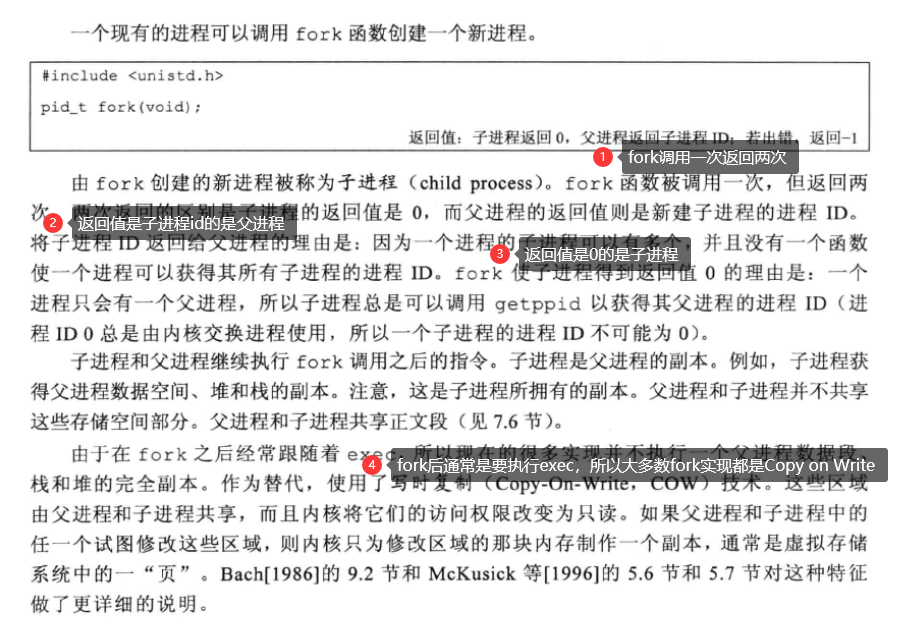 一个现有的进程可以调用 fork 函数创建一个新进程。
#include <unistd.h>
pid_t fork(void);
返回值：子进程返回 0，父进程返回子进程 ID；若出错，返回−1
1 fork调用一次返回两次
由 fork 创建的新进程被称为子进程（child process）。fork 函数被调用一次，但返回两
次。两次返回的区别是子进程的返回值是 0，而父进程的返回值则是新建子进程的进程 ID。
2 返回值是子进程id的是父进程
将子进程 ID 返回给父进程的理由是：因为一个进程的子进程可以有多个，并且没有一个函数
3 返回值是0的是子进程
使一个进程可以获得其所有子进程的进程 ID。fork 使子进程得到返回值 0 的理由是：一个
进程只会有一个父进程，所以子进程总是可以调用 getppid 以获得其父进程的进程 ID（进
程 ID 0 总是由内核交换进程使用，所以一个子进程的进程 ID 不可能为 0）。
子进程和父进程继续执行 fork 调用之后的指令。子进程是父进程的副本。例如，子进程获
得父进程数据空间、堆和栈的副本。注意，这是子进程所拥有的副本。父进程和子进程并不共享
这些存储空间部分。父进程和子进程共享正文段（见 7.6 节）。
由于在 fork 之后经常跟随着 exec，所以现在的很多实现并不执行一个父进程数据段、
4 fork后通常是要执行exec，所以大多数fork实现都是Copy on Write
栈和堆的完全副本。作为替代，使用了写时复制（Copy-On-Write，COW）技术。这些区域
由父进程和子进程共享，而且内核将它们的访问权限改变为只读。如果父进程和子进程中的
任一个试图修改这些区域，则内核只为修改区域的那块内存制作一个副本，通常是虚拟存储
系统中的一“页”。Bach[1986]的 9.2 节和 McKusick 等[1996]的 5.6 节和 5.7 节对这种特征
做了更详细的说明。